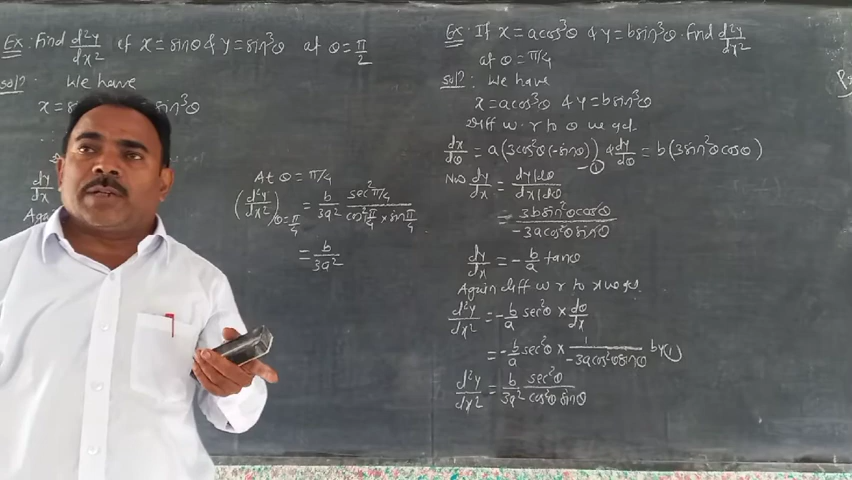 Ex: Find d²y/dx² if x = sinθ & y = sin³θ at θ = π/2
Sol?: We have
sin³θ
dy/dx
Agai
At θ = π/4
(d²y/dx²)θ=π/4 = b/3a² sec²π/4 / cos²π/4 × sinπ/4
= b/3a²
Ex: If x = acos³θ & y = bsin³θ. Find d²y/dx²
at θ = π/4
sol?: We have
x = acos³θ & y = bsin³θ
Diff w.r to θ we get
dx/dθ = a(3cos²θ(-sinθ)) & dy/dθ = b(3sin²θcosθ)
—①
Now dy/dx = dy/dθ / dx/dθ
= 3bsin²θcosθ / -3acos²θsinθ
dy/dx = -b/a tanθ
Again diff w r to x we get
d²y/dx² = -b/a sec²θ × dθ/dx
= -b/a sec²θ × 1 / -3acos²θsinθ by ①
d²y/dx² = b/3a² sec²θ / cos²θ sinθ